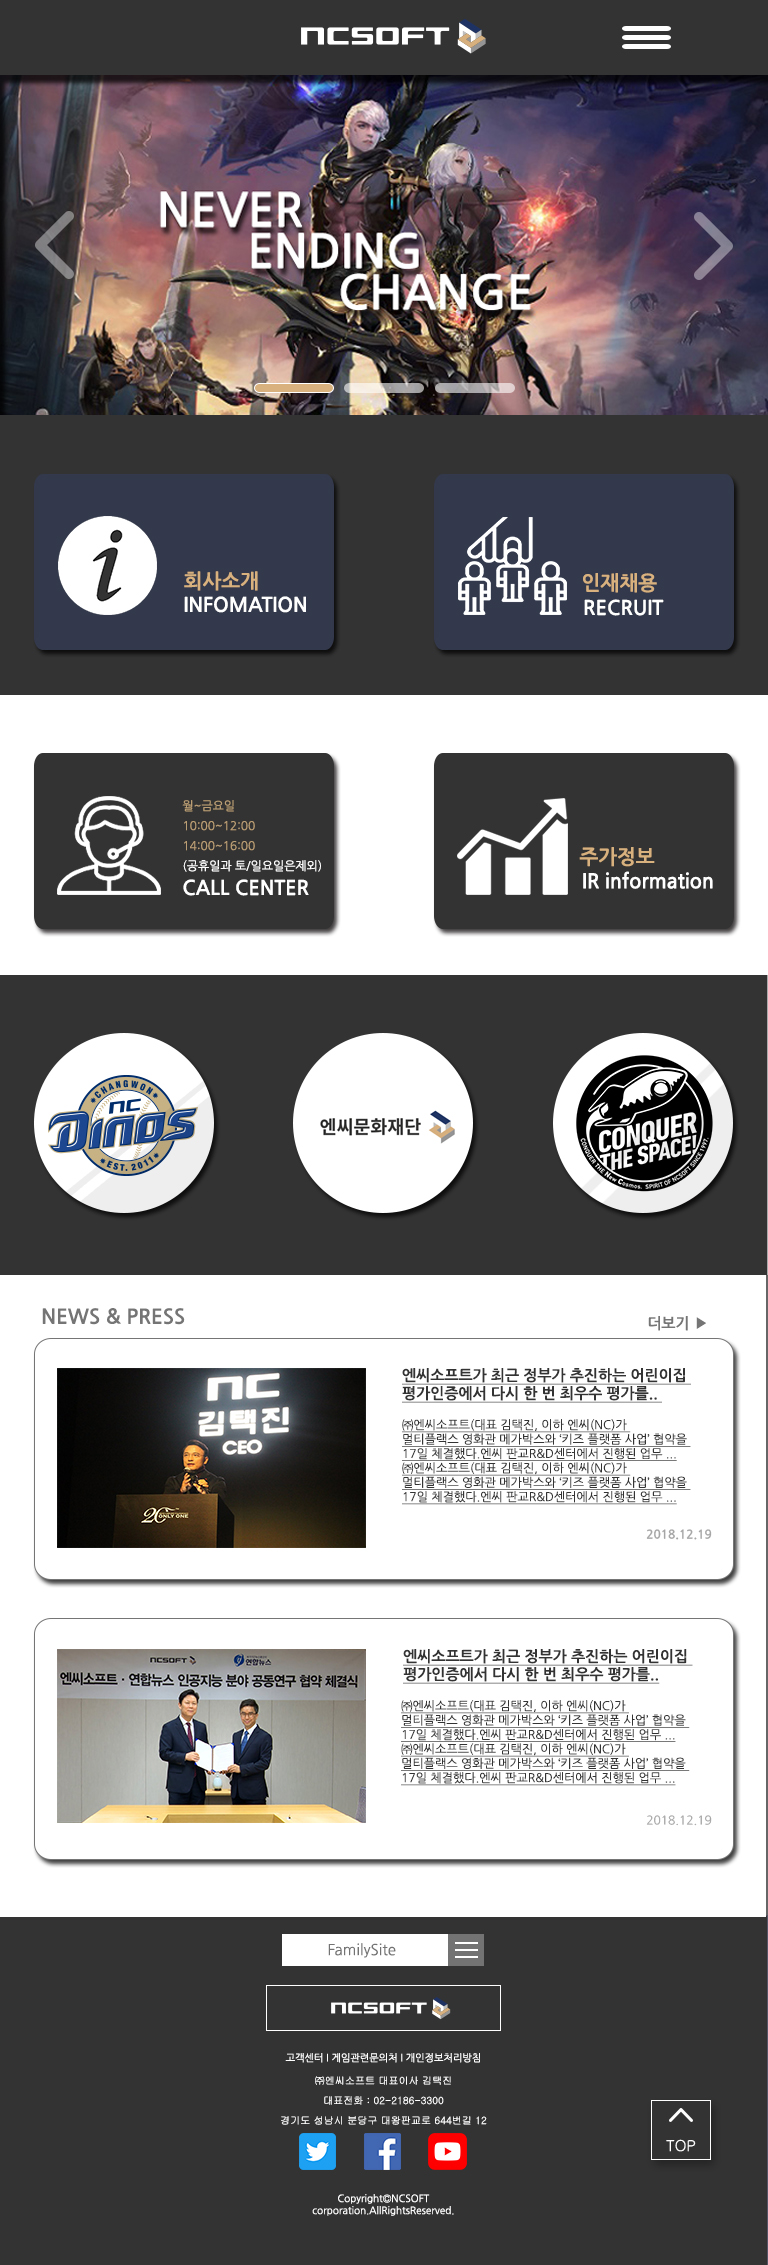 NCSOFT
NEVER
ENDING
CHANGE
회사소개
INFOMATION
인재채용
RECRUIT
월~금요일
10:00~12:00
14:00~16:00
(공휴일과 토/일요일은제외)
CALL CENTER
주가정보
IR information
CHANGWON
NC
DINOS
EST. 2011
엔씨문화재단
CONQUER
THE SPACE!
CONQUER THE New Cosmos. SPIRIT OF NCSOFT SINCE 1997.
NEWS & PRESS
더보기 ▶
nc
김택진
CEO
20 ONLY ONE
엔씨소프트가 최근 정부가 추진하는 어린이집
평가인증에서 다시 한 번 최우수 평가를..
㈜엔씨소프트(대표 김택진, 이하 엔씨(NC)가
멀티플랙스 영화관 메가박스와 '키즈 플랫폼 사업' 협약을
17일 체결했다.엔씨 판교R&D센터에서 진행된 업무 ...
㈜엔씨소프트(대표 김택진, 이하 엔씨(NC)가
멀티플랙스 영화관 메가박스와 '키즈 플랫폼 사업' 협약을
17일 체결했다.엔씨 판교R&D센터에서 진행된 업무 ...
2018.12.19
NCSOFT 연합뉴스
엔씨소프트 · 연합뉴스 인공지능 분야 공동연구 협약 체결식
엔씨소프트가 최근 정부가 추진하는 어린이집
평가인증에서 다시 한 번 최우수 평가를..
㈜엔씨소프트(대표 김택진, 이하 엔씨(NC)가
멀티플랙스 영화관 메가박스와 '키즈 플랫폼 사업' 협약을
17일 체결했다.엔씨 판교R&D센터에서 진행된 업무 ...
㈜엔씨소프트(대표 김택진, 이하 엔씨(NC)가
멀티플랙스 영화관 메가박스와 '키즈 플랫폼 사업' 협약을
17일 체결했다.엔씨 판교R&D센터에서 진행된 업무 ...
2018.12.19
FamilySite
NCSOFT
고객센터 | 게임관련문의처 | 개인정보처리방침
㈜엔씨소프트 대표이사 김택진
대표전화 : 02-2186-3300
경기도 성남시 분당구 대왕판교로 644번길 12
TOP
Copyright©NCSOFT
corporation.AllRightsReserved.